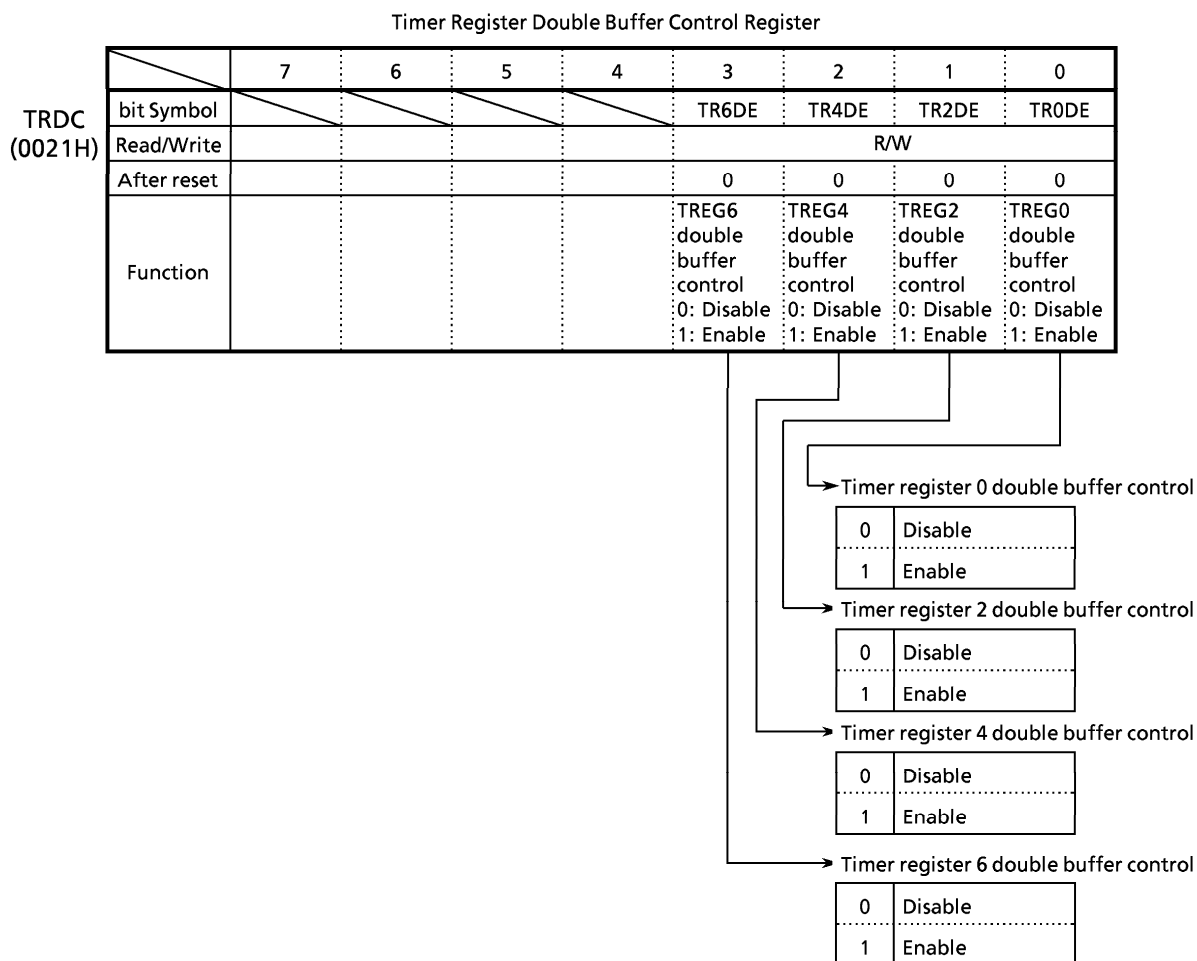 Timer Register Double Buffer Control Register
7 6 5 4 3 2 1 0
TRDC
(0021H)
bit Symbol TR6DE TR4DE TR2DE TR0DE
Read/Write R/W
After reset 0 0 0 0
Function
TREG6 TREG4 TREG2 TREG0
double double double double
buffer buffer buffer buffer
control control control control
0: Disable 0: Disable 0: Disable 0: Disable
1: Enable 1: Enable 1: Enable 1: Enable
Timer register 0 double buffer control
0 Disable
1 Enable
Timer register 2 double buffer control
0 Disable
1 Enable
Timer register 4 double buffer control
0 Disable
1 Enable
Timer register 6 double buffer control
0 Disable
1 Enable